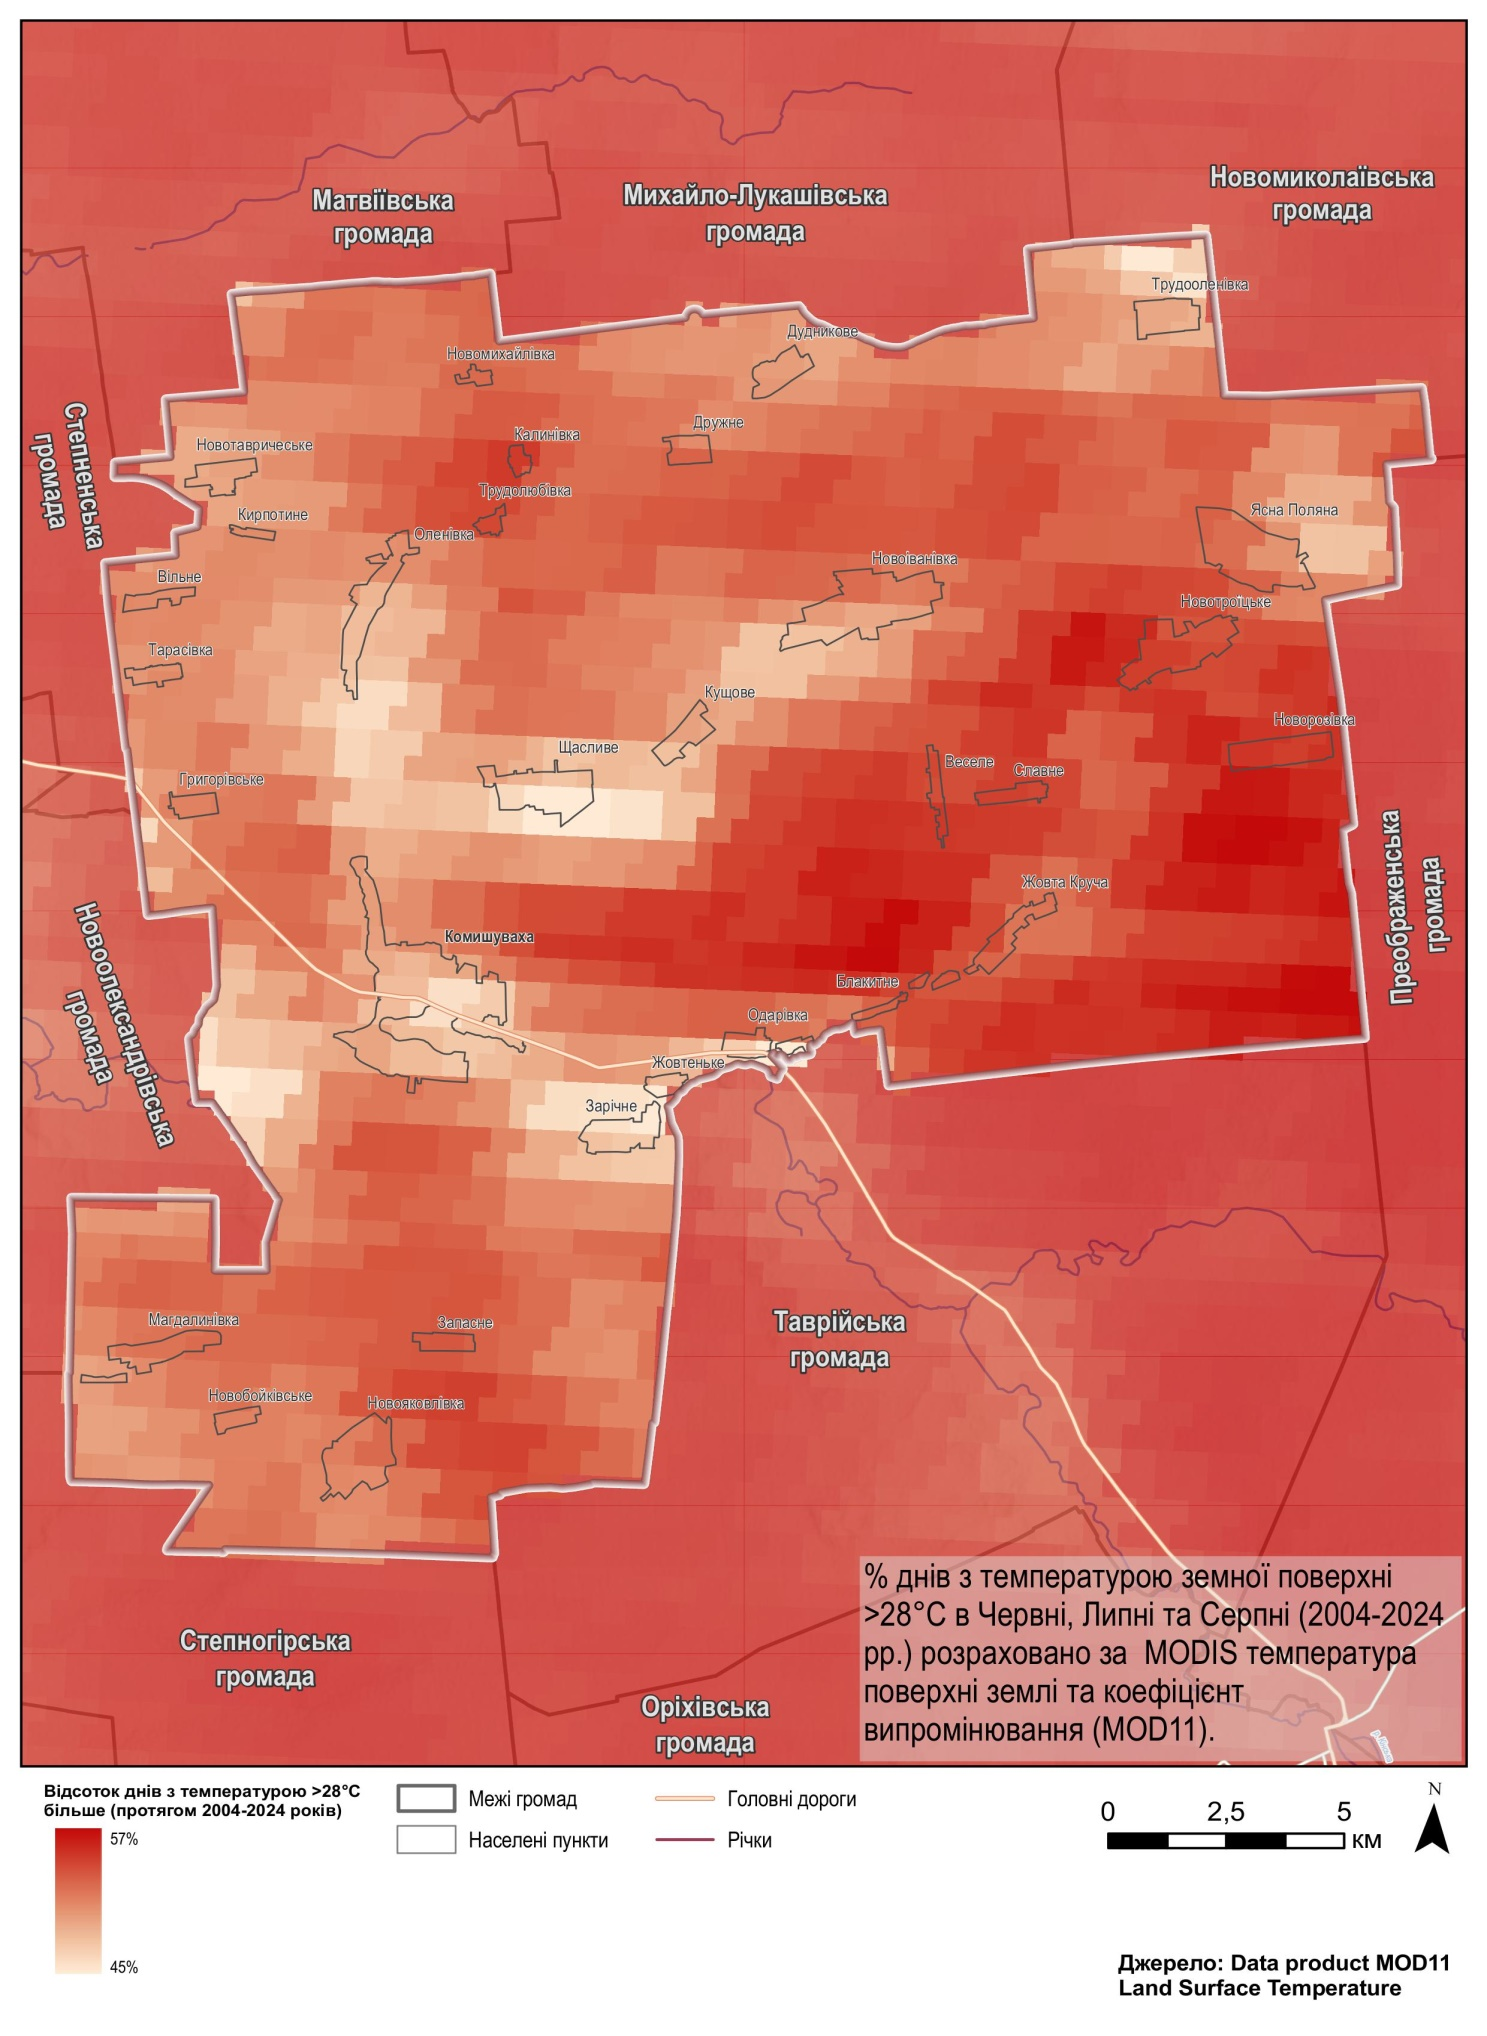 Матвіївська
громада
Михайло-Лукашівська
громада
Новомиколаївська
громада
Трудооленівка
Дудникове
Новомихайлівка
Степненська
громада
Дружне
Калинівка
Новотавричеське
Трудолюбівка
Кирпотине
Ясна Поляна
Оленівка
Новоіванівка
Вільне
Новотроїцьке
Тарасівка
Кущове
Новорозівка
Щасливе
Веселе
Славне
Григорівське
Преображенська
громада
Жовта Круча
Комишуваха
Новоолександрівська
громада
Блакитне
Одарівка
Жовтеньке
Зарічне
Магдалинівка
Запасне
Таврійська
громада
Новобойківське
Новояковлівка
Степногірська
громада
Оріхівська
громада
% днів з температурою земної поверхні
>28°C в Червні, Липні та Серпні (2004-2024
рр.) розраховано за MODIS температура
поверхні землі та коефіцієнт
випромінювання (MOD11).
Відсоток днів з температурою >28°C
більше (протягом 2004-2024 років)
57%
45%
Межі громад
Населені пункти
Головні дороги
Річки
0 2,5 5
км
N
Джерело: Data product MOD11
Land Surface Temperature